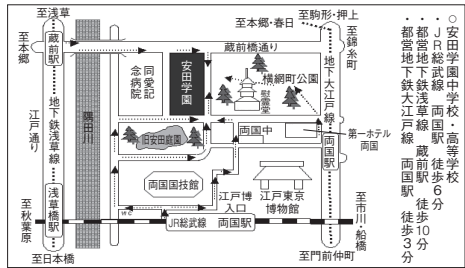 ○安田学園中学校・高等学校
・JR総武線 両国駅 徒歩6分
・都営地下鉄浅草線 蔵前駅 徒歩10分
・都営地下鉄大江戸線 両国駅 徒歩3分
至浅草
至本郷・春日
至駒形・押上
至錦糸町
至本郷
蔵前駅
蔵前橋通り
同愛記念病院
安田学園
横網町公園
慰霊堂
地下鉄大江戸線
江戸通り
地下鉄浅草線
隅田川
旧安田庭園
両国中
第一ホテル両国
両国駅
浅草橋駅
両国国技館
江戸博入口
江戸東京博物館
至秋葉原
WC
JR総武線 両国駅
至市川・船橋
至日本橋
至門前仲町